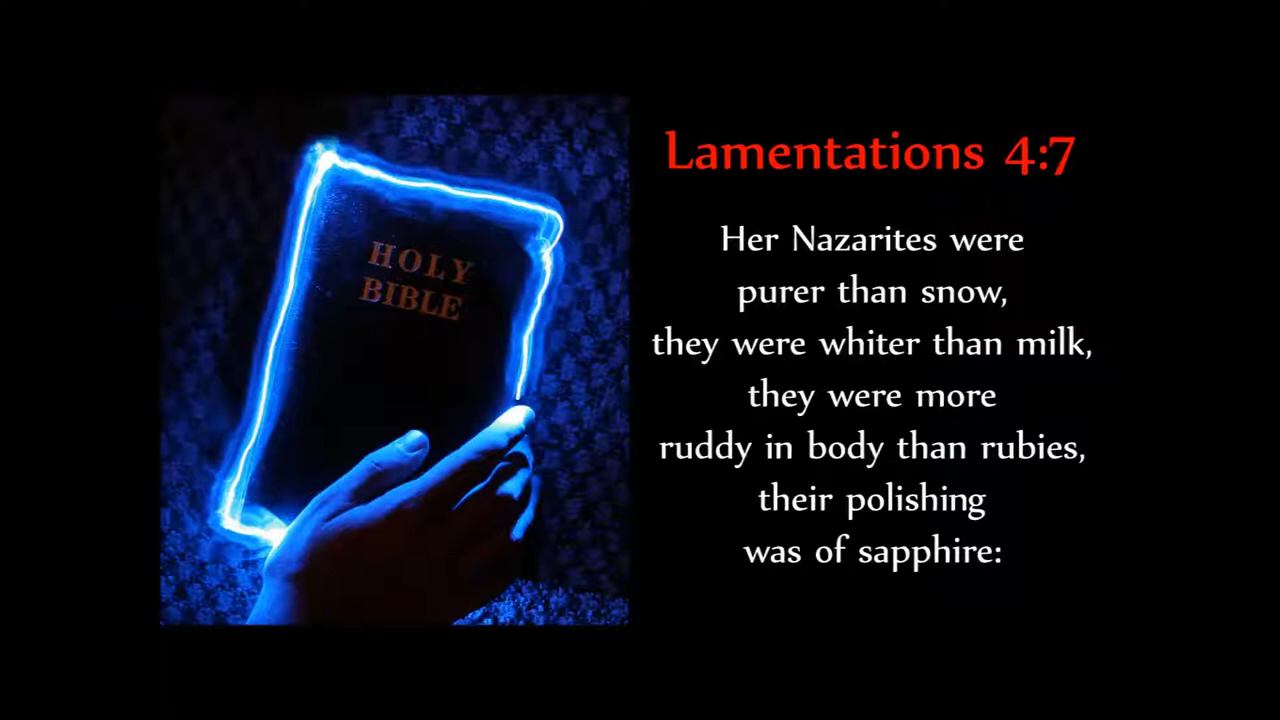 HOLY
BIBLE
Lamentations 4:7
Her Nazarites were
purer than snow,
they were whiter than milk,
they were more
ruddy in body than rubies,
their polishing
was of sapphire: